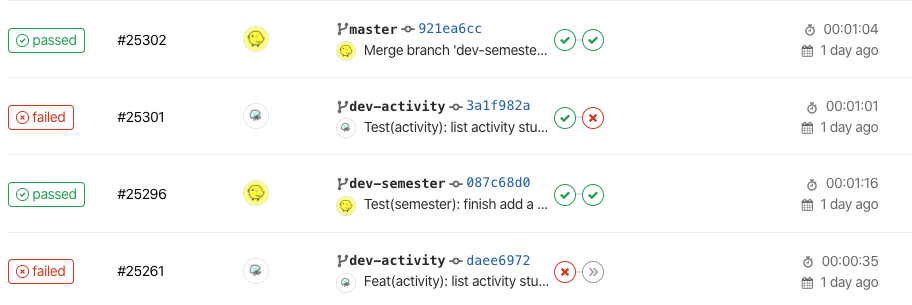 passed #25302 master 921ea6cc 00:01:04
Merge branch 'dev-semeste... 1 day ago
failed #25301 dev-activity 3a1f982a 00:01:01
Test(activity): list activity stu... 1 day ago
passed #25296 dev-semester 087c68d0 00:01:16
Test(semester): finish add a ... 1 day ago
failed #25261 dev-activity daee6972 00:00:35
Feat(activity): list activity stu... 1 day ago